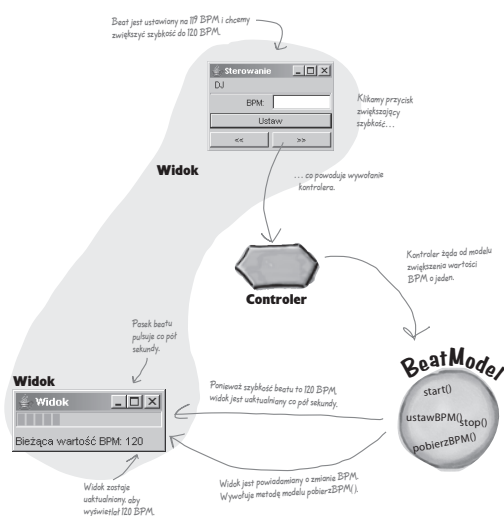 Beat jest ustawiony na 119 BPM i chcemy
zwiększyć szybkość do 120 BPM.
Sterowanie
DJ
BPM:
Ustaw
<<
>>
Klikamy przycisk
zwiększający
szybkość...
Widok
... co powoduje wywołanie
kontrolera.
Controler
Kontroler żąda od modelu
zwiększenia wartości
BPM o jeden.
Pasek beatu
pulsuje co pół
sekundy.
Widok
Widok
Bieżąca wartość BPM: 120
Ponieważ szybkość beatu to 120 BPM,
widok jest uaktualniany co pół sekundy.
BeatModel
start()
ustawBPM()
stop()
pobierzBPM()
Widok jest powiadamiany o zmianie BPM.
Wywołuje metodę modelu pobierzBPM().
Widok zostaje
uaktualniony, aby
wyświetlał 120 BPM.